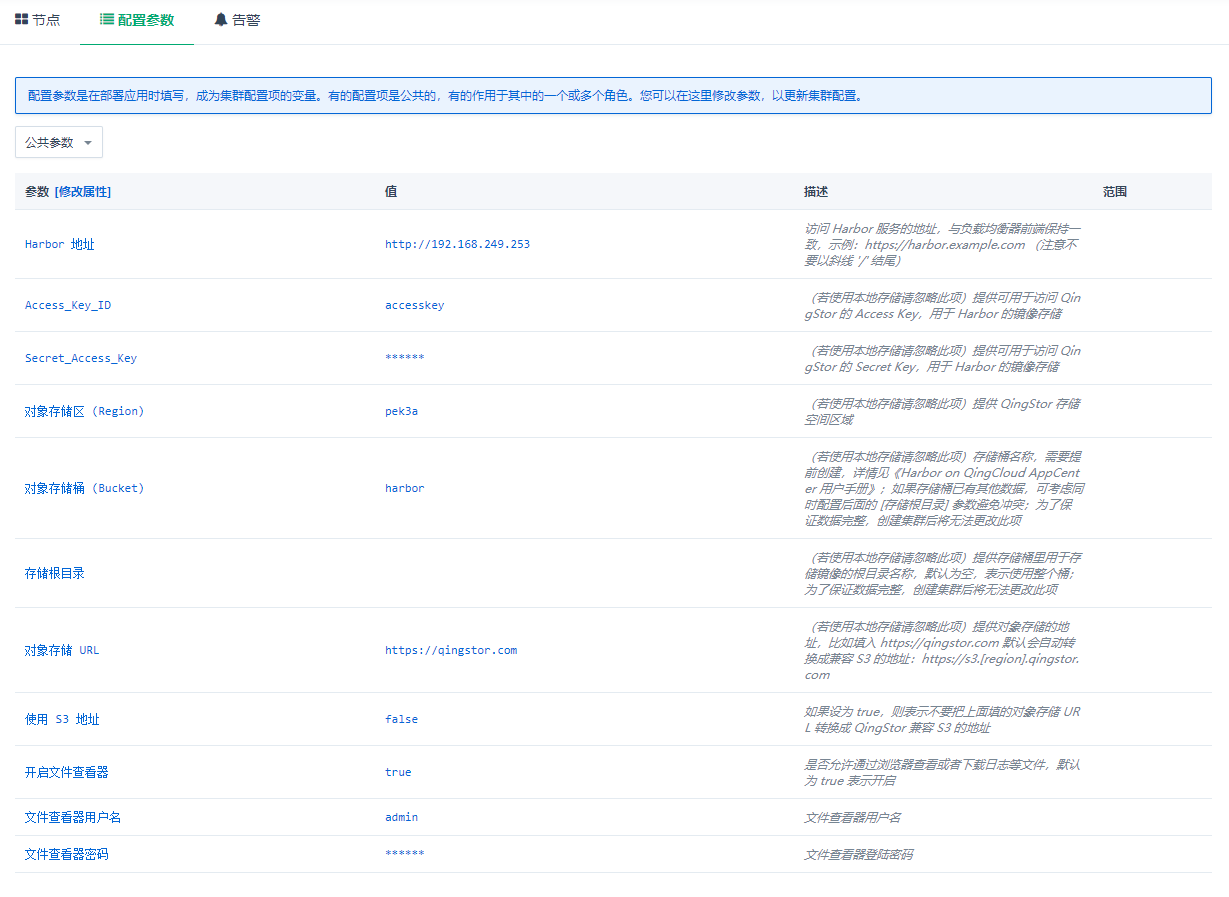 节点 配置参数 告警
配置参数是在部署应用时填写，成为集群配置项的变量。有的配置项是公共的，有的作用于其中的一个或多个角色。您可以在这里修改参数，以更新集群配置。
公共参数
参数 [修改属性] 值 描述 范围
Harbor 地址 http://192.168.249.253
访问 Harbor 服务的地址，与负载均衡器前端保持一
致，示例：https://harbor.example.com （注意不
要以斜线 '/' 结尾）
Access_Key_ID accesskey
（若使用本地存储请忽略此项）提供可用于访问 Qin
gStor 的 Access Key，用于 Harbor 的镜像存储
Secret_Access_Key ******
（若使用本地存储请忽略此项）提供可用于访问 Qin
gStor 的 Secret Key，用于 Harbor 的镜像存储
对象存储区 (Region) pek3a
（若使用本地存储请忽略此项）提供 QingStor 存储
空间区域
对象存储桶 (Bucket) harbor
（若使用本地存储请忽略此项）存储桶名称，需要提
前创建，详情见《Harbor on QingCloud AppCent
er 用户手册》；如果存储桶已有其他数据，可考虑同
时配置后面的 [存储根目录] 参数避免冲突；为了保
证数据完整，创建集群后将无法更改此项
存储根目录
（若使用本地存储请忽略此项）提供存储桶里用于存
储镜像的根目录名称，默认为空，表示使用整个桶；
为了保证数据完整，创建集群后将无法更改此项
对象存储 URL https://qingstor.com
（若使用本地存储请忽略此项）提供对象存储的地
址，比如填入 https://qingstor.com 默认会自动转
换成兼容 S3 的地址：https://s3.[region].qingstor.
com
使用 S3 地址 false
如果设为 true，则表示不要把上面填的对象存储 UR
L 转换成 QingStor 兼容 S3 的地址
开启文件查看器 true
是否允许通过浏览器查看或者下载日志等文件，默认
为 true 表示开启
文件查看器用户名 admin 文件查看器用户名
文件查看器密码 ****** 文件查看器登陆密码